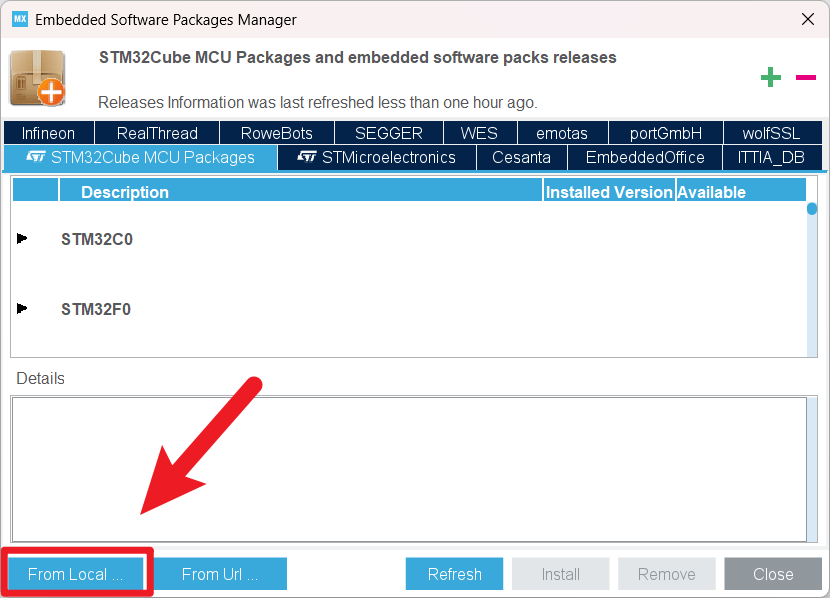 MX Embedded Software Packages Manager
STM32Cube MCU Packages and embedded software packs releases
Releases Information was last refreshed less than one hour ago.
Infineon RealThread RoweBots SEGGER WES emotas portGmbH wolfSSL
STM32Cube MCU Packages STMicroelectronics Cesanta EmbeddedOffice ITTIA_DB
Description Installed Version Available
STM32C0
STM32F0
Details
From Local ... From Url ... Refresh Install Remove Close